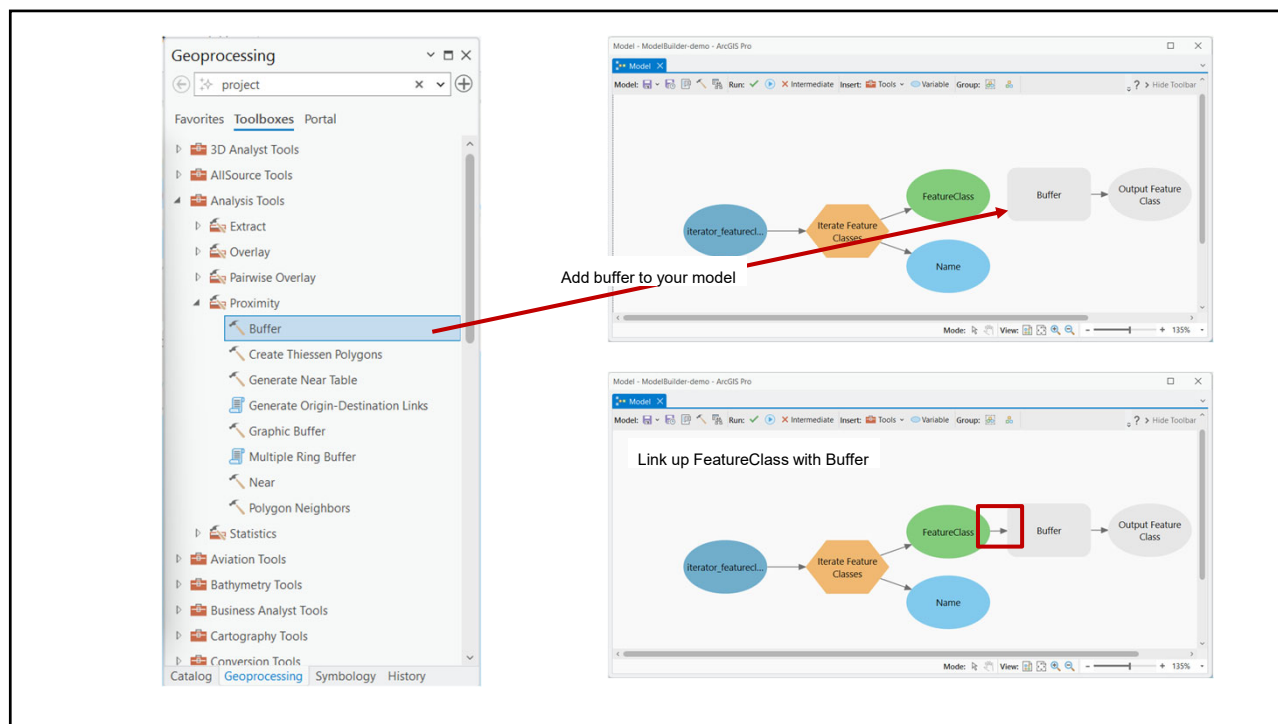 Geoprocessing
project
Favorites Toolboxes Portal
3D Analyst Tools
AllSource Tools
Analysis Tools
Extract
Overlay
Pairwise Overlay
Proximity
Buffer
Create Thiessen Polygons
Generate Near Table
Generate Origin-Destination Links
Graphic Buffer
Multiple Ring Buffer
Near
Polygon Neighbors
Statistics
Aviation Tools
Bathymetry Tools
Business Analyst Tools
Cartography Tools
Conversion Tools
Catalog Geoprocessing Symbology History
Add buffer to your model
Model - ModelBuilder-demo - ArcGIS Pro
Model
Model: Run: Intermediate Insert: Tools Variable Group: ? > Hide Toolbar
iterator_featurecl...
Iterate Feature
Classes
FeatureClass
Name
Buffer
Output Feature
Class
Mode: View: - + 135%
Model - ModelBuilder-demo - ArcGIS Pro
Model
Model: Run: Intermediate Insert: Tools Variable Group: ? > Hide Toolbar
Link up FeatureClass with Buffer
iterator_featurecl...
Iterate Feature
Classes
FeatureClass
Name
Buffer
Output Feature
Class
Mode: View: - + 135%